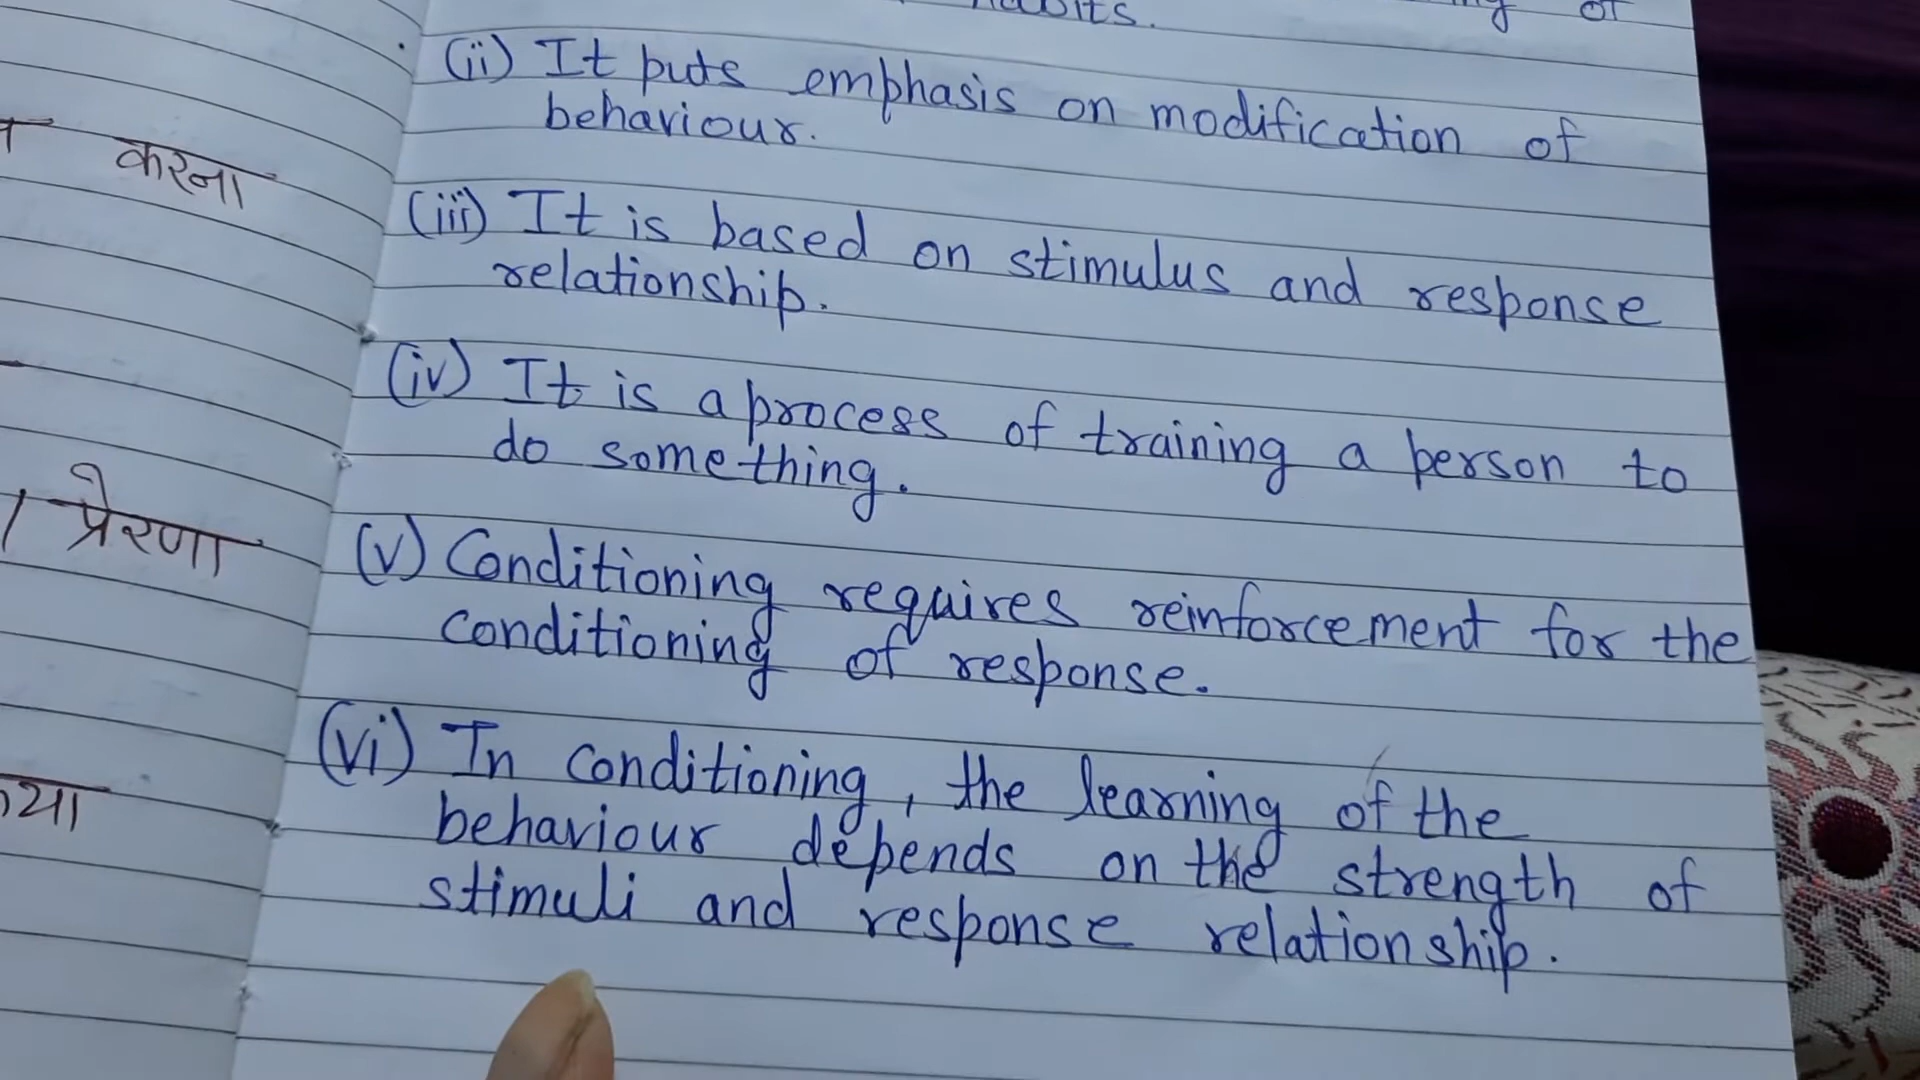 habits.
of
(ii) It puts emphasis on modification of
behaviour.
(iii) It is based on stimulus and response
relationship.
(iv) It is a process of training a person to
do something.
(v) Conditioning requires reinforcement for the
conditioning of response.
(vi) In conditioning, the learning of the
behaviour depends on the strength of
stimuli and response relationship.
करना
/ प्रेरणा